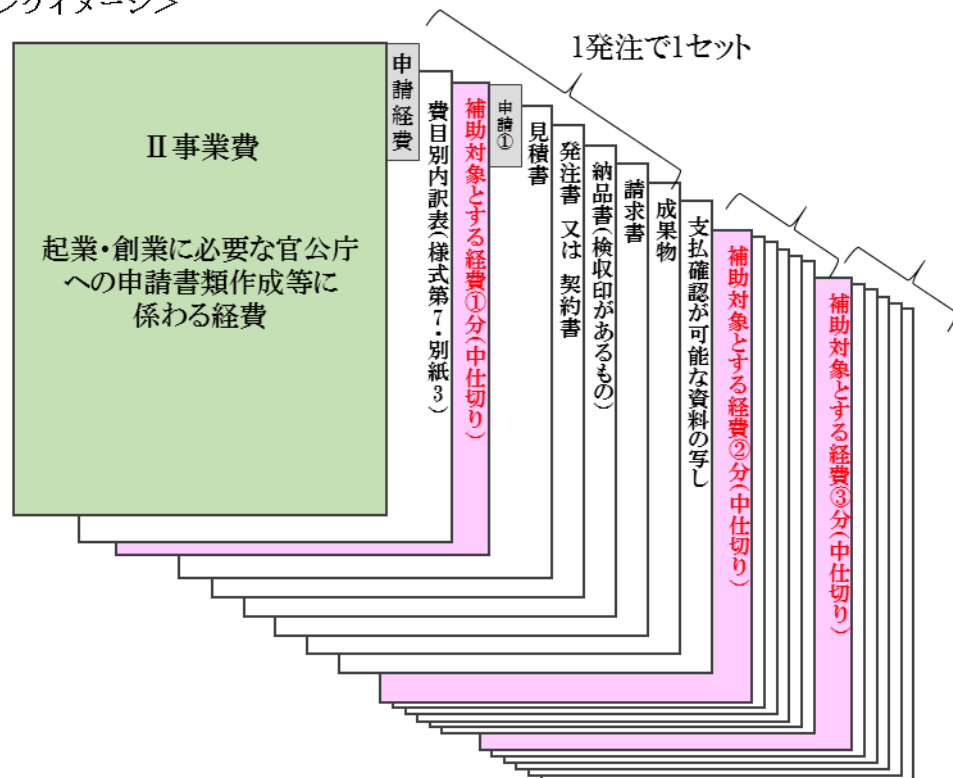 ングイメージ＞
1発注で1セット
Ⅱ事業費
起業・創業に必要な官公庁
への申請書類作成等に
係わる経費
申請経費
費目別内訳表(様式第7・別紙3)
補助対象とする経費①分(中仕切り)
申請①
見積書
発注書 又は 契約書
納品書(検収印があるもの)
請求書
成果物
支払確認が可能な資料の写し
補助対象とする経費②分(中仕切り)
補助対象とする経費③分(中仕切り)